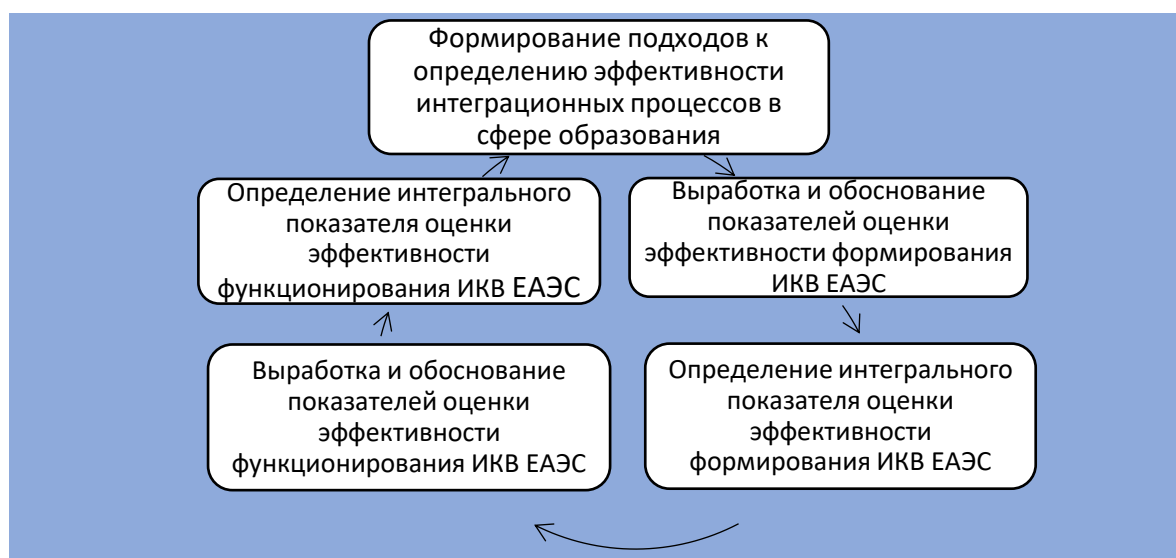 Формирование подходов к
определению эффективности
интеграционных процессов в
сфере образования
Определение интегрального
показателя оценки
эффективности
функционирования ИКВ ЕАЭС
Выработка и обоснование
показателей оценки
эффективности формирования
ИКВ ЕАЭС
Выработка и обоснование
показателей оценки
эффективности
функционирования ИКВ ЕАЭС
Определение интегрального
показателя оценки
эффективности
формирования ИКВ ЕАЭС